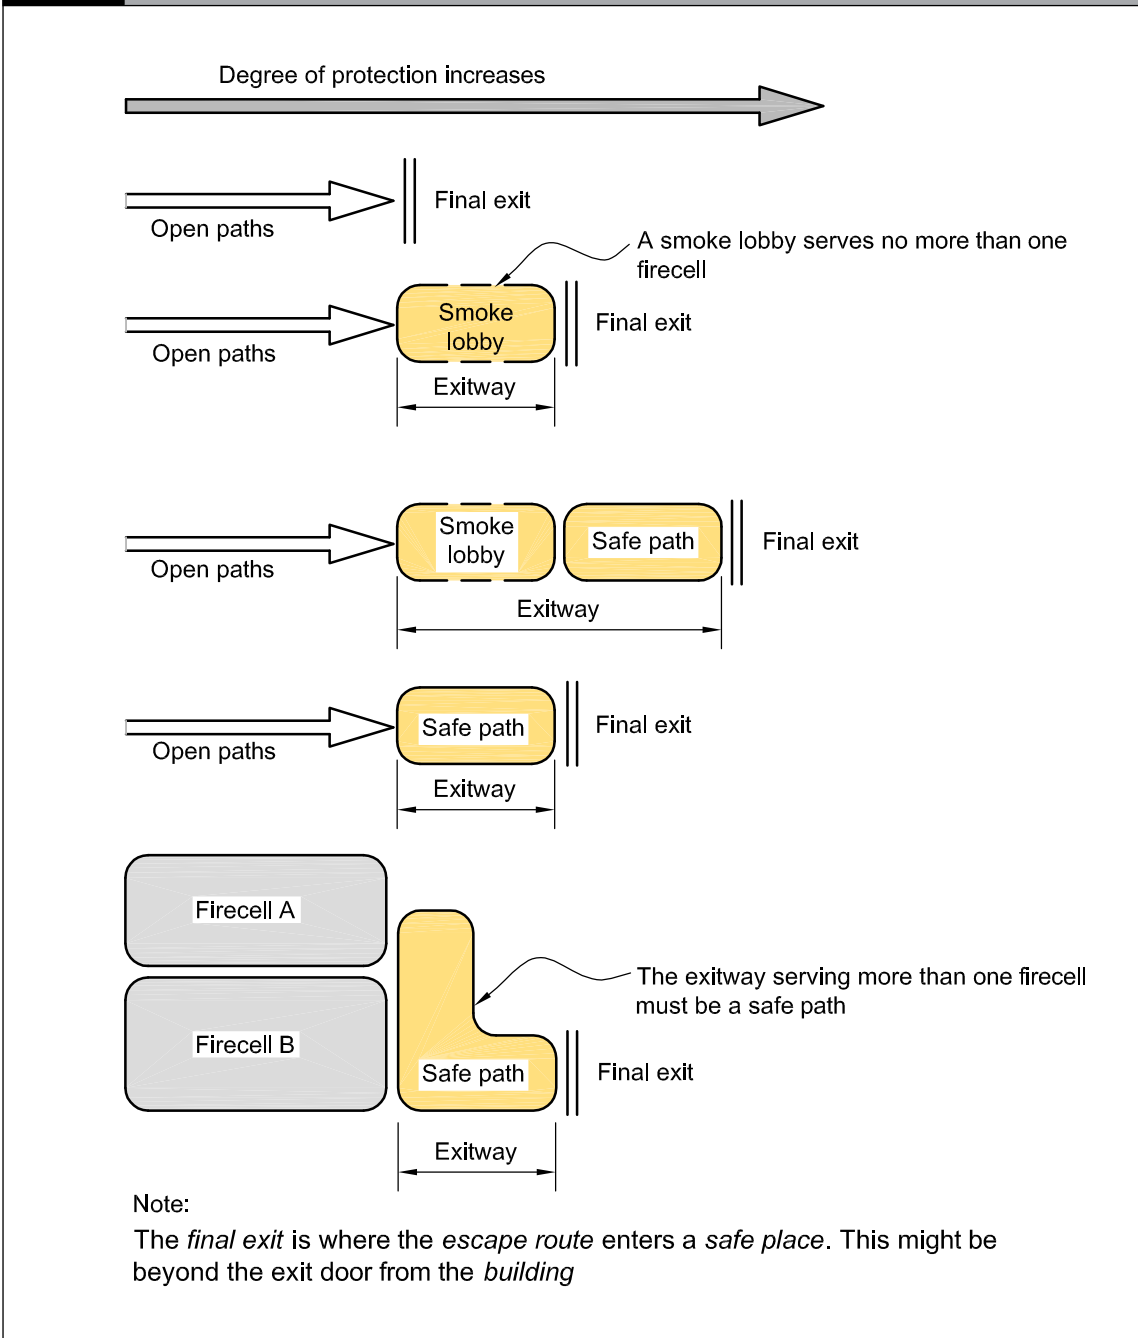 Degree of protection increases
Final exit
Open paths
A smoke lobby serves no more than one
firecell
Smoke
lobby
Final exit
Open paths
Exitway
Smoke
lobby
Safe path
Final exit
Open paths
Exitway
Safe path
Final exit
Open paths
Exitway
Firecell A
The exitway serving more than one firecell
must be a safe path
Firecell B
Safe path
Final exit
Exitway
Note:
The final exit is where the escape route enters a safe place. This might be
beyond the exit door from the building